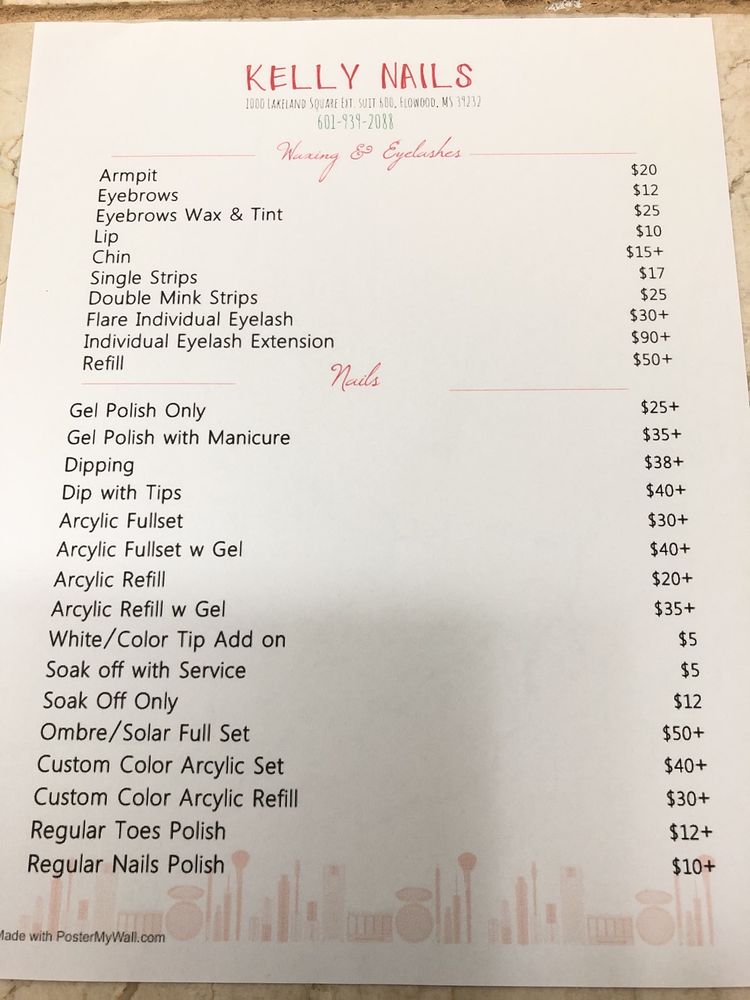 KELLY NAILS
1000 Lakeland Square Ext. suit 600, Flowood, MS 39232
601-939-2088
Waxing & Eyelashes
Armpit $20
Eyebrows $12
Eyebrows Wax & Tint $25
Lip $10
Chin $15+
Single Strips $17
Double Mink Strips $25
Flare Individual Eyelash $30+
Individual Eyelash Extension $90+
Refill $50+
Nails
Gel Polish Only $25+
Gel Polish with Manicure $35+
Dipping $38+
Dip with Tips $40+
Arcylic Fullset $30+
Arcylic Fullset w Gel $40+
Arcylic Refill $20+
Arcylic Refill w Gel $35+
White/Color Tip Add on $5
Soak off with Service $5
Soak Off Only $12
Ombre/Solar Full Set $50+
Custom Color Arcylic Set $40+
Custom Color Arcylic Refill $30+
Regular Toes Polish $12+
Regular Nails Polish $10+
Made with PosterMyWall.com